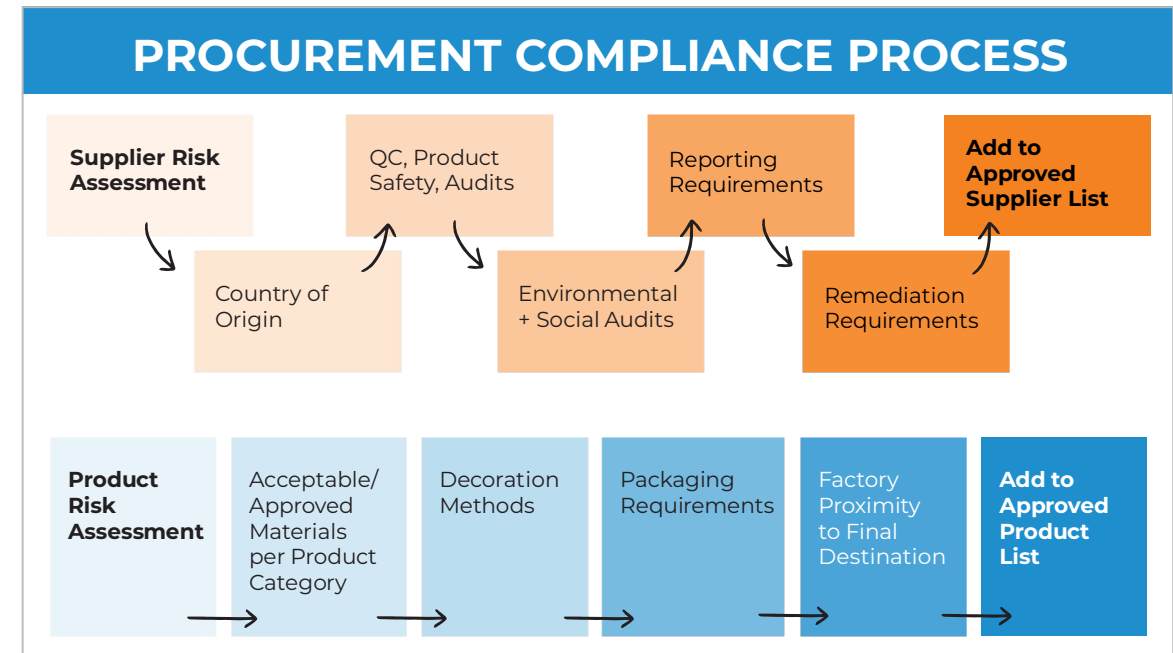 PROCUREMENT COMPLIANCE PROCESS
Supplier Risk
Assessment
Country of
Origin
QC, Product
Safety, Audits
Environmental
+ Social Audits
Reporting
Requirements
Remediation
Requirements
Add to
Approved
Supplier List
Product
Risk
Assessment
Acceptable/
Approved
Materials
per Product
Category
Decoration
Methods
Packaging
Requirements
Factory
Proximity
to Final
Destination
Add to
Approved
Product
List